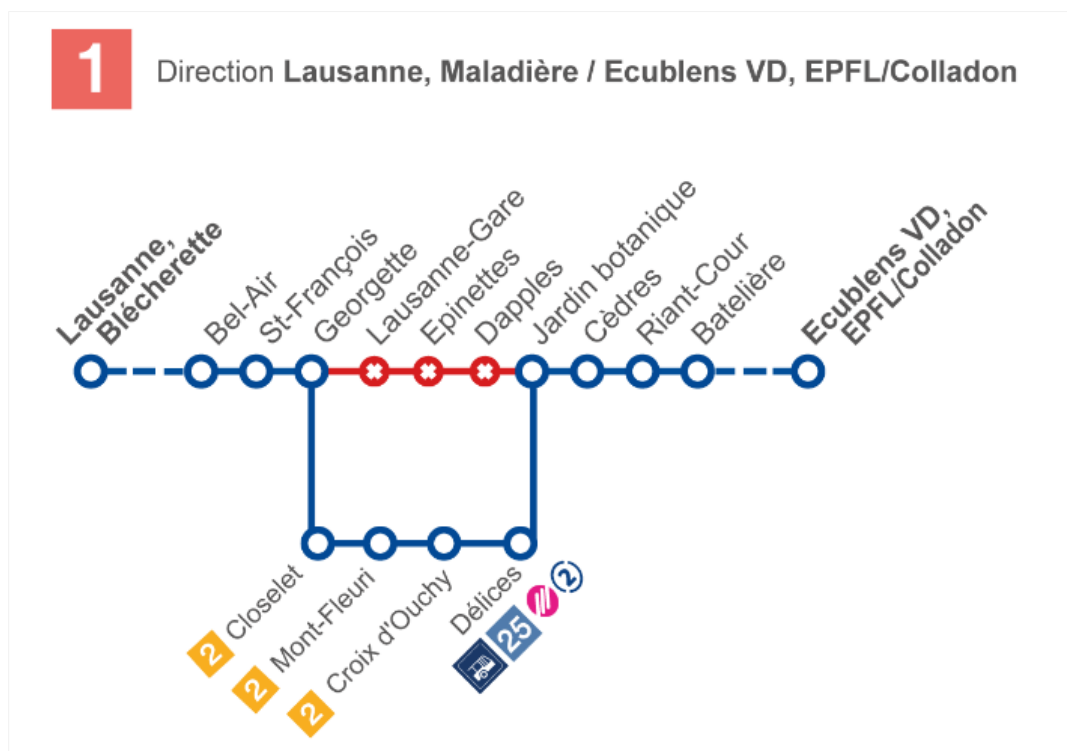 1
Direction Lausanne, Maladière / Ecublens VD, EPFL/Colladon
Lausanne,
Blécherette
Bel-Air
St-François
Georgette
Lausanne-Gare
Epinettes
Dapples
Jardin botanique
Cèdres
Riant-Cour
Batelière
Ecublens VD,
EPFL/Colladon
2 Closelet
2 Mont-Fleuri
2 Croix d'Ouchy
Délices
25
2